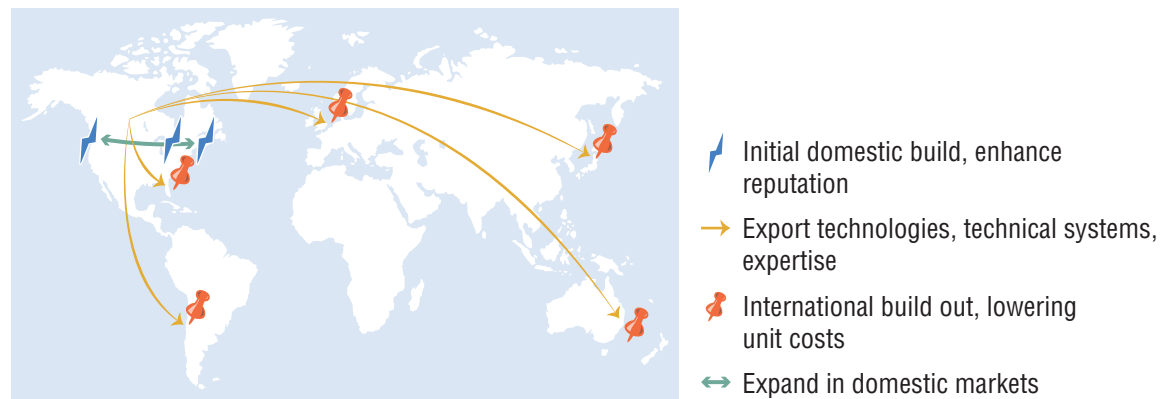 Initial domestic build, enhance
reputation
Export technologies, technical systems,
expertise
International build out, lowering
unit costs
Expand in domestic markets